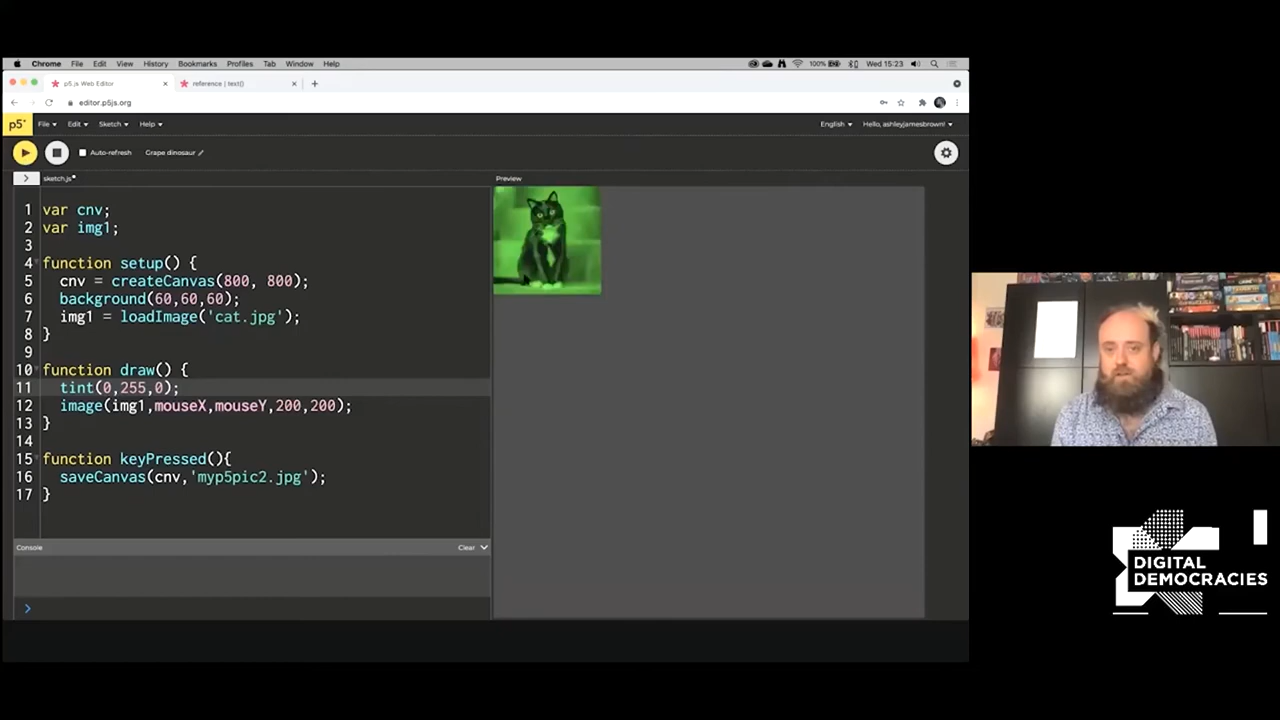 Chrome File Edit View History Bookmarks Profiles Tab Window Help 100% Wed 15:23
p5.js Web Editor reference | text()
editor.p5js.org
p5* File Edit Sketch Help English Hello, ashleyjamesbrown!
Auto-refresh Grape dinosaur
sketch.js Preview
1 var cnv;
2 var img1;
3
4 function setup() {
5 cnv = createCanvas(800, 800);
6 background(60,60,60);
7 img1 = loadImage('cat.jpg');
8 }
9
10 function draw() {
11 tint(0,255,0);
12 image(img1,mouseX,mouseY,200,200);
13 }
14
15 function keyPressed(){
16 saveCanvas(cnv,'myp5pic2.jpg');
17 }
Console Clear
>
DIGITAL
DEMOCRACIES